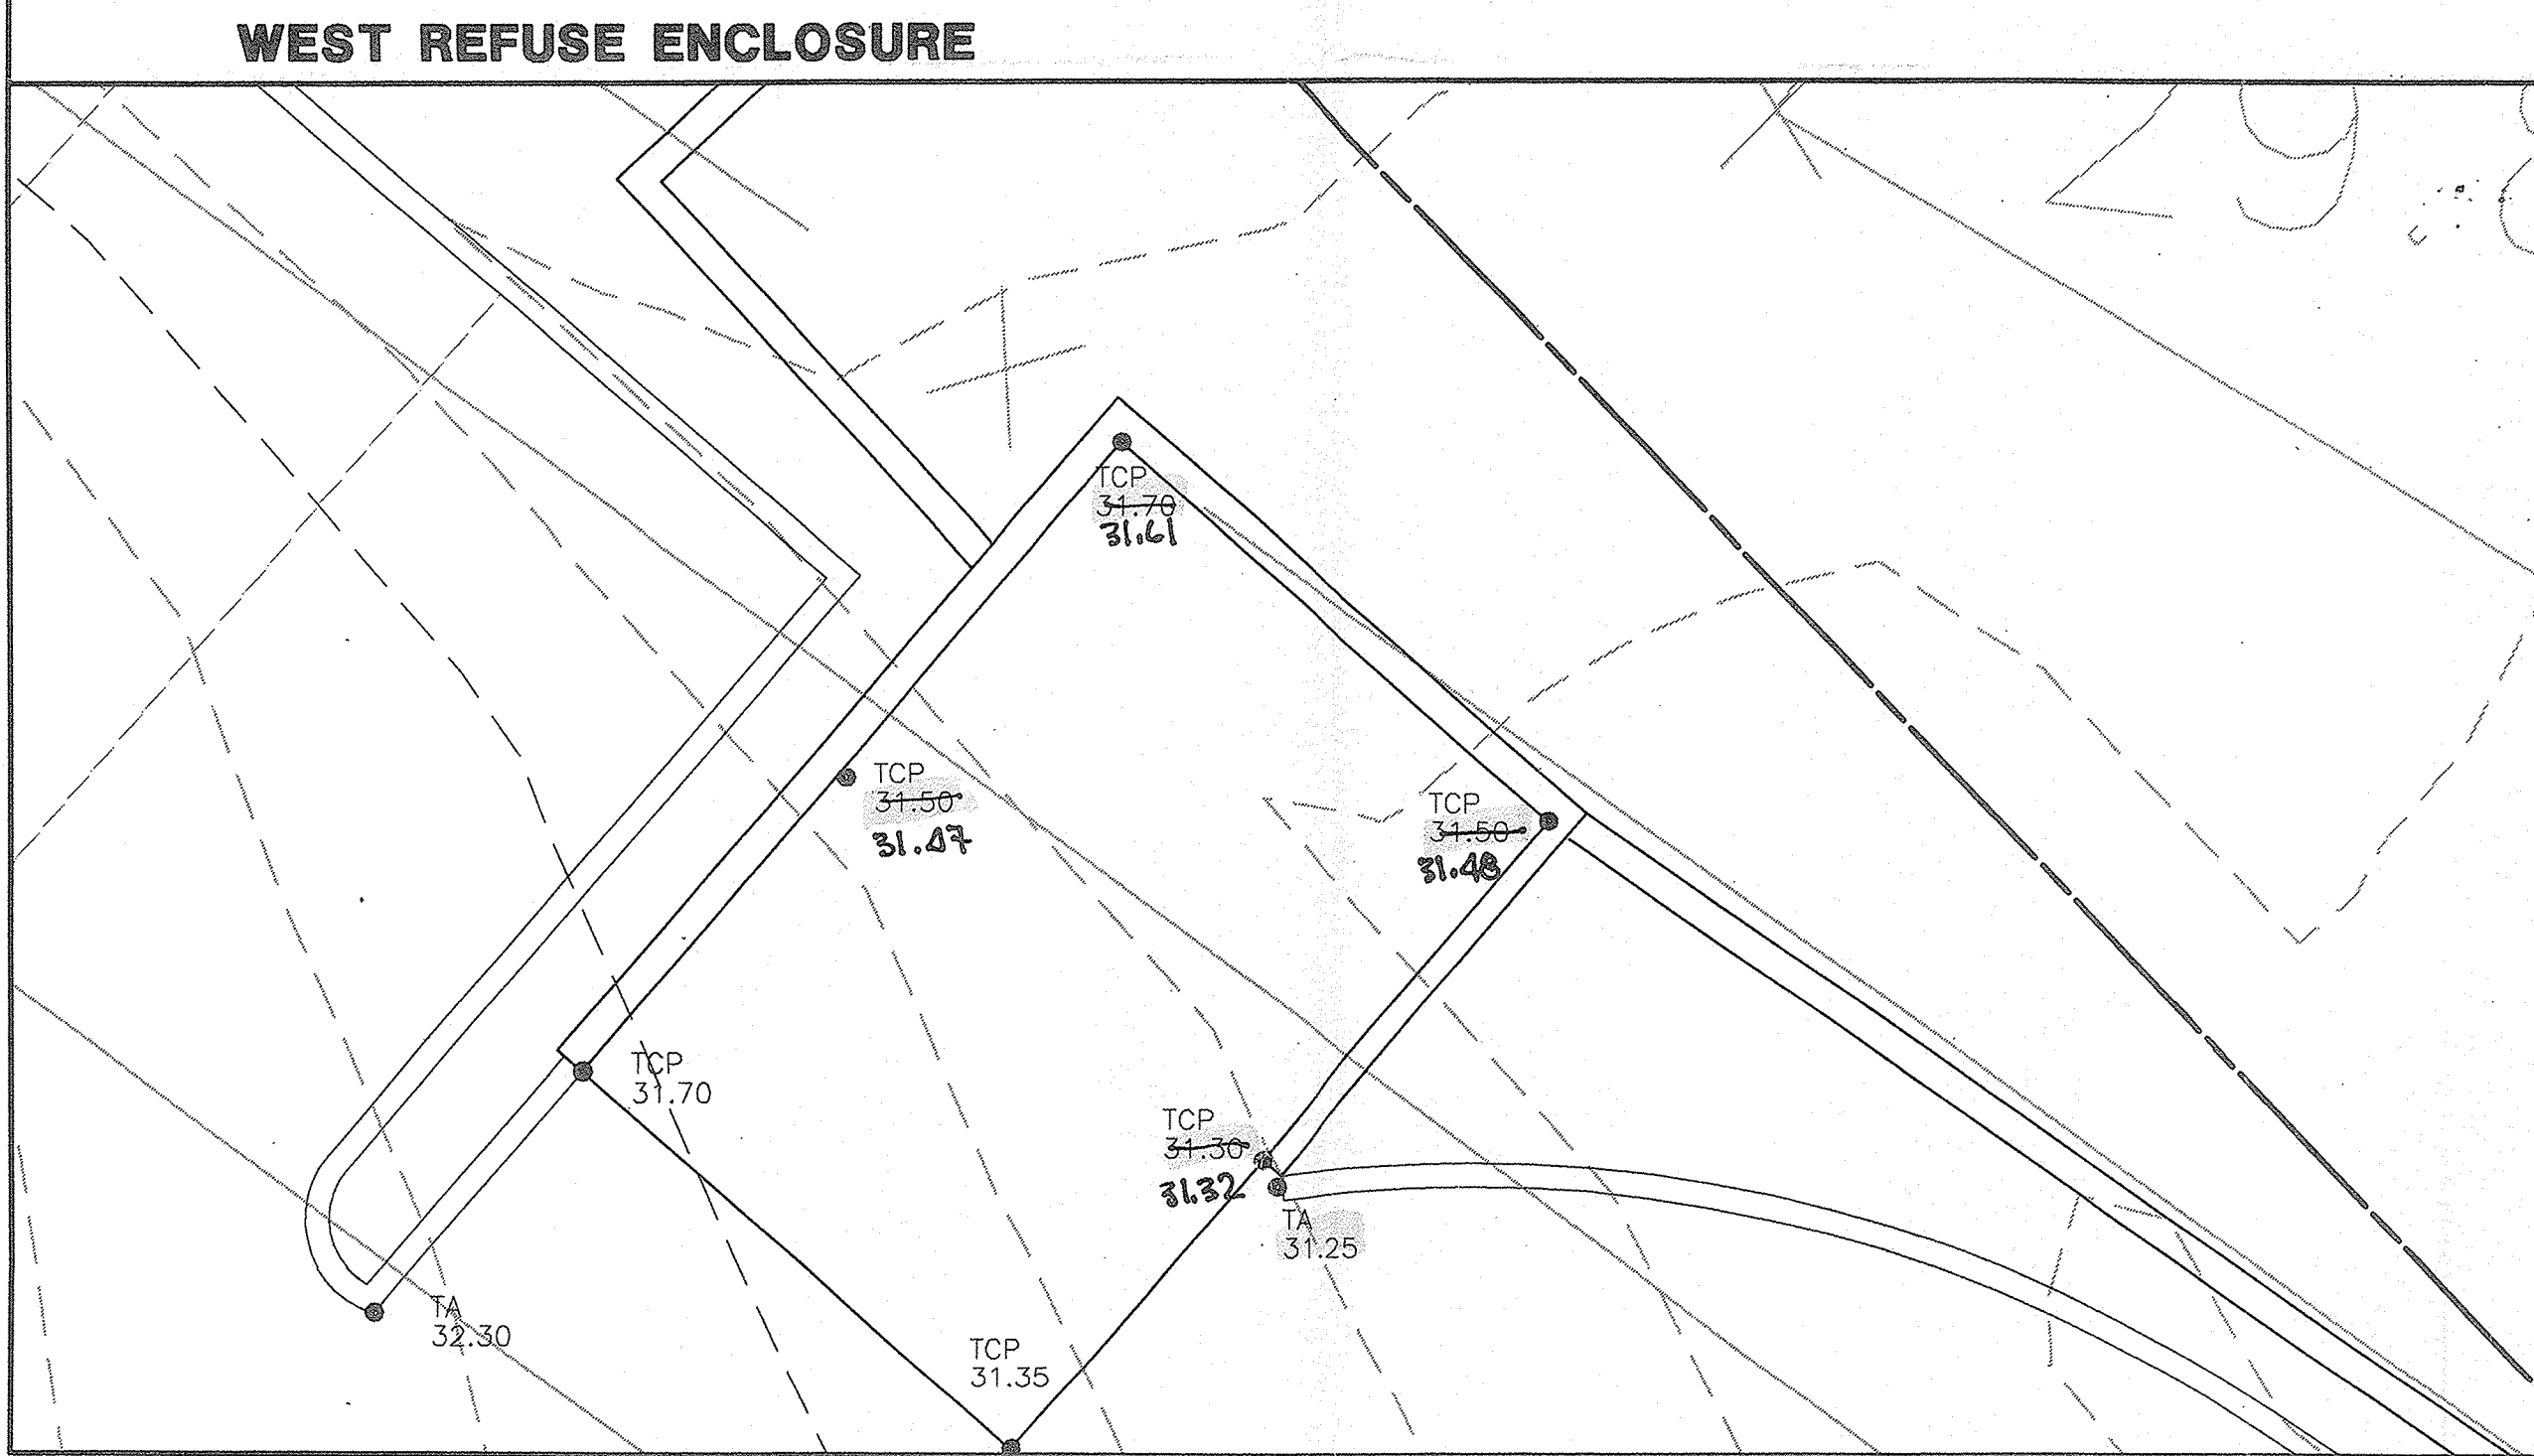 WEST REFUSE ENCLOSURE
TCP
31.70
31.61
TCP
31.50
31.47
TCP
31.50
31.48
TCP
31.70
TCP
31.30
31.32
TA
31.25
TA
32.30
TCP
31.35